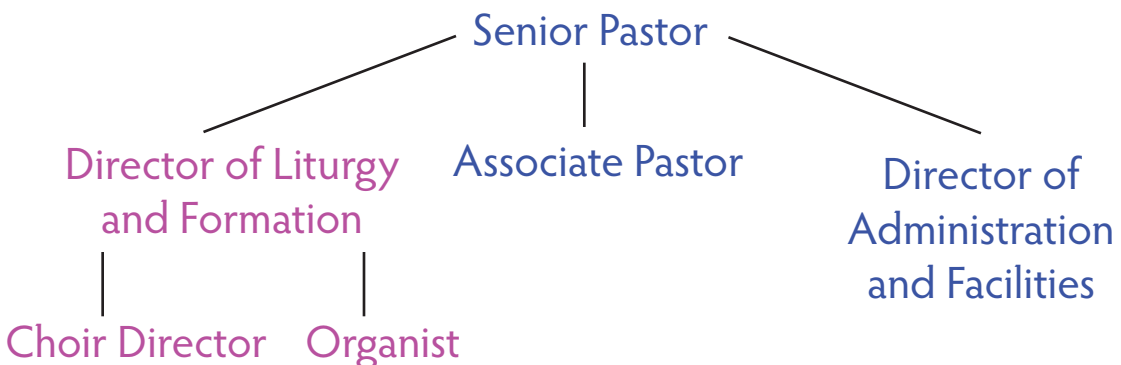 Senior Pastor
Director of Liturgy
and Formation
Associate Pastor
Director of
Administration
and Facilities
Choir Director
Organist